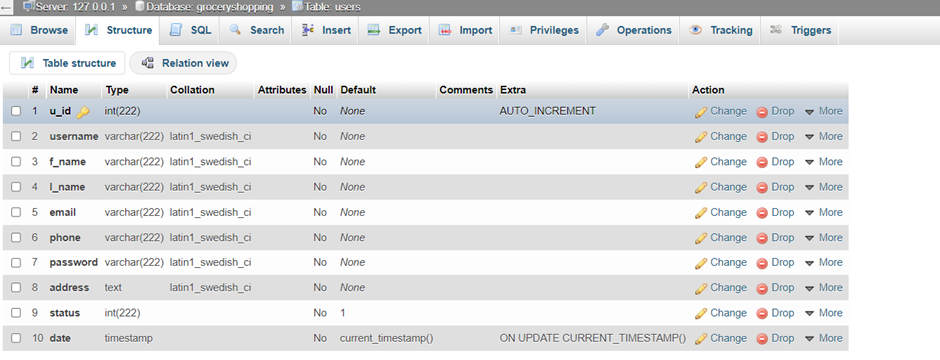 Server: 127.0.0.1 » Database: groceryshopping » Table: users
Browse Structure SQL Search Insert Export Import Privileges Operations Tracking Triggers
Table structure Relation view
# Name Type Collation Attributes Null Default Comments Extra Action
1 u_id int(222) No None AUTO_INCREMENT Change Drop More
2 username varchar(222) latin1_swedish_ci No None Change Drop More
3 f_name varchar(222) latin1_swedish_ci No None Change Drop More
4 l_name varchar(222) latin1_swedish_ci No None Change Drop More
5 email varchar(222) latin1_swedish_ci No None Change Drop More
6 phone varchar(222) latin1_swedish_ci No None Change Drop More
7 password varchar(222) latin1_swedish_ci No None Change Drop More
8 address text latin1_swedish_ci No None Change Drop More
9 status int(222) No 1 Change Drop More
10 date timestamp No current_timestamp() ON UPDATE CURRENT_TIMESTAMP() Change Drop More